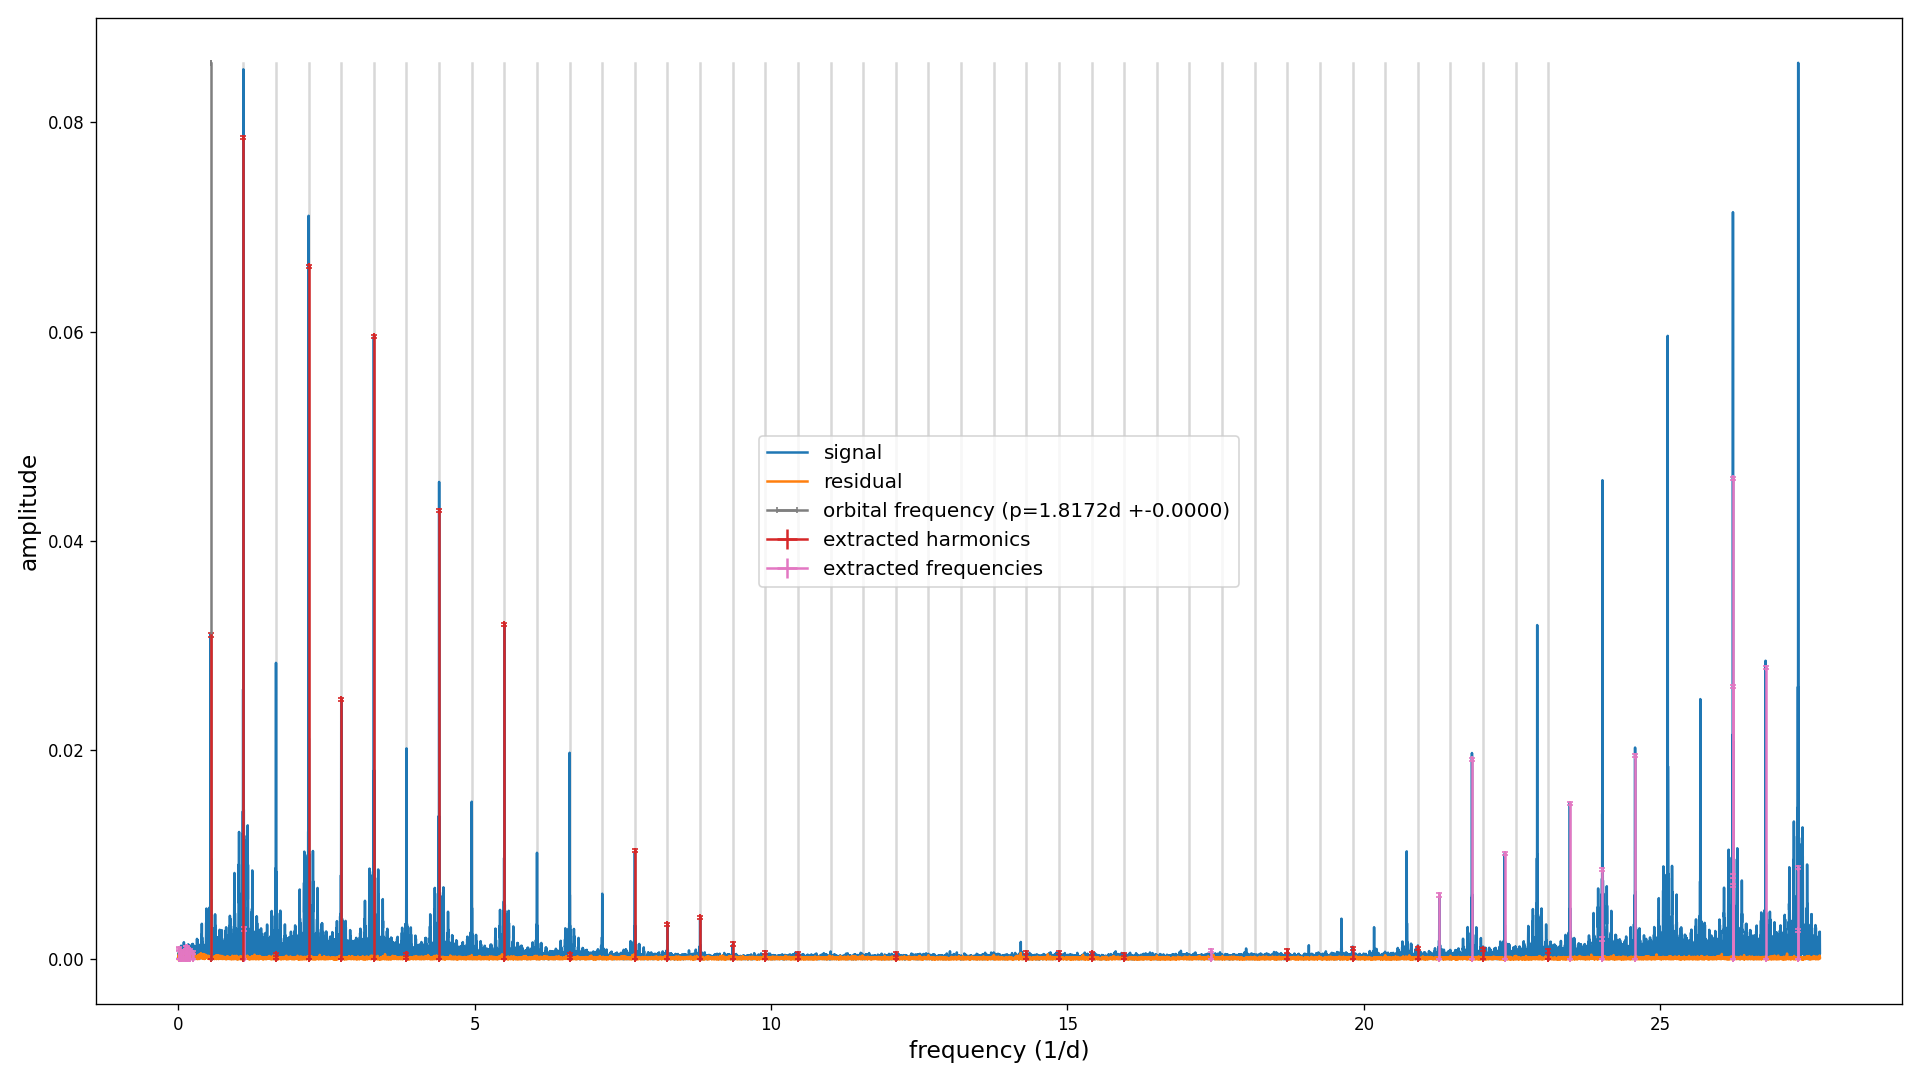 0.08
0.06
0.04
0.02
0.00
amplitude
signal
residual
orbital frequency (p=1.8172d +-0.0000)
extracted harmonics
extracted frequencies
0
5
10
15
20
25
frequency (1/d)